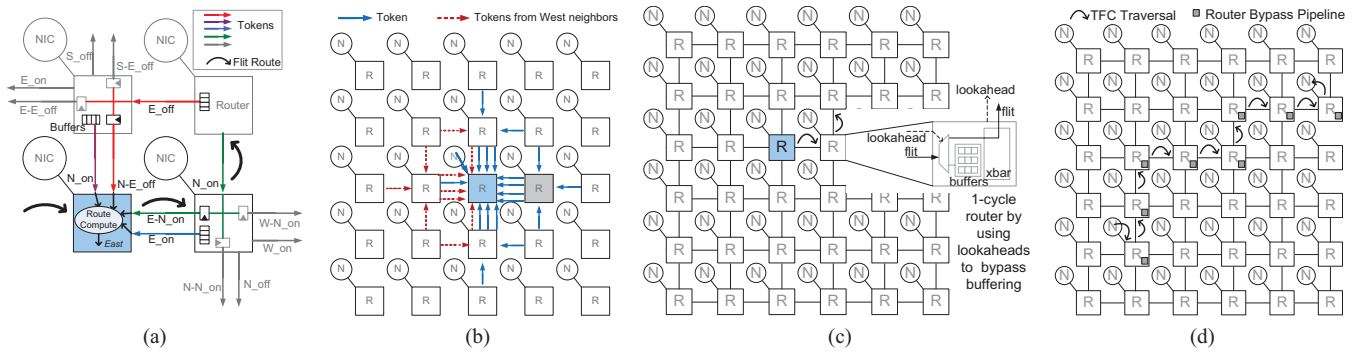 NIC NIC
Tokens
Flit Route
S_off
S-E_off
E_on
E-E_off
E_off
Router
Buffers
NIC NIC
N_on N-E_off N_on
Route
Compute
East
E-N_on
E_on
W-N_on
W_on
N-N_on
N_off
(a)
Token Tokens from West neighbors
N N N N N
R R R R R
N N N N N
R R R R R
N N N N N
R R R R R
N N N N N
R R R R R
N N N N N
R R R R R
(b)
N N N N N N
R R R R R R
N N N N N N
R R R R R R
N N N N
R R R R
lookahead
flit
lookahead
flit
buffers
xbar
N N N N N N
R R R R R R
N N N N N N
R R R R R R
N N N N N N
R R R R R R
1-cycle
router by
using
lookaheads
to bypass
buffering
(c)
TFC Traversal Router Bypass Pipeline
N N N N N N
R R R R R R
N N N N N N
R R R R R R
N N N N N N
R R R R R R
N N N N N N
R R R R R R
N N N N N N
R R R R R R
N N N N N N
R R R R R R
(d)